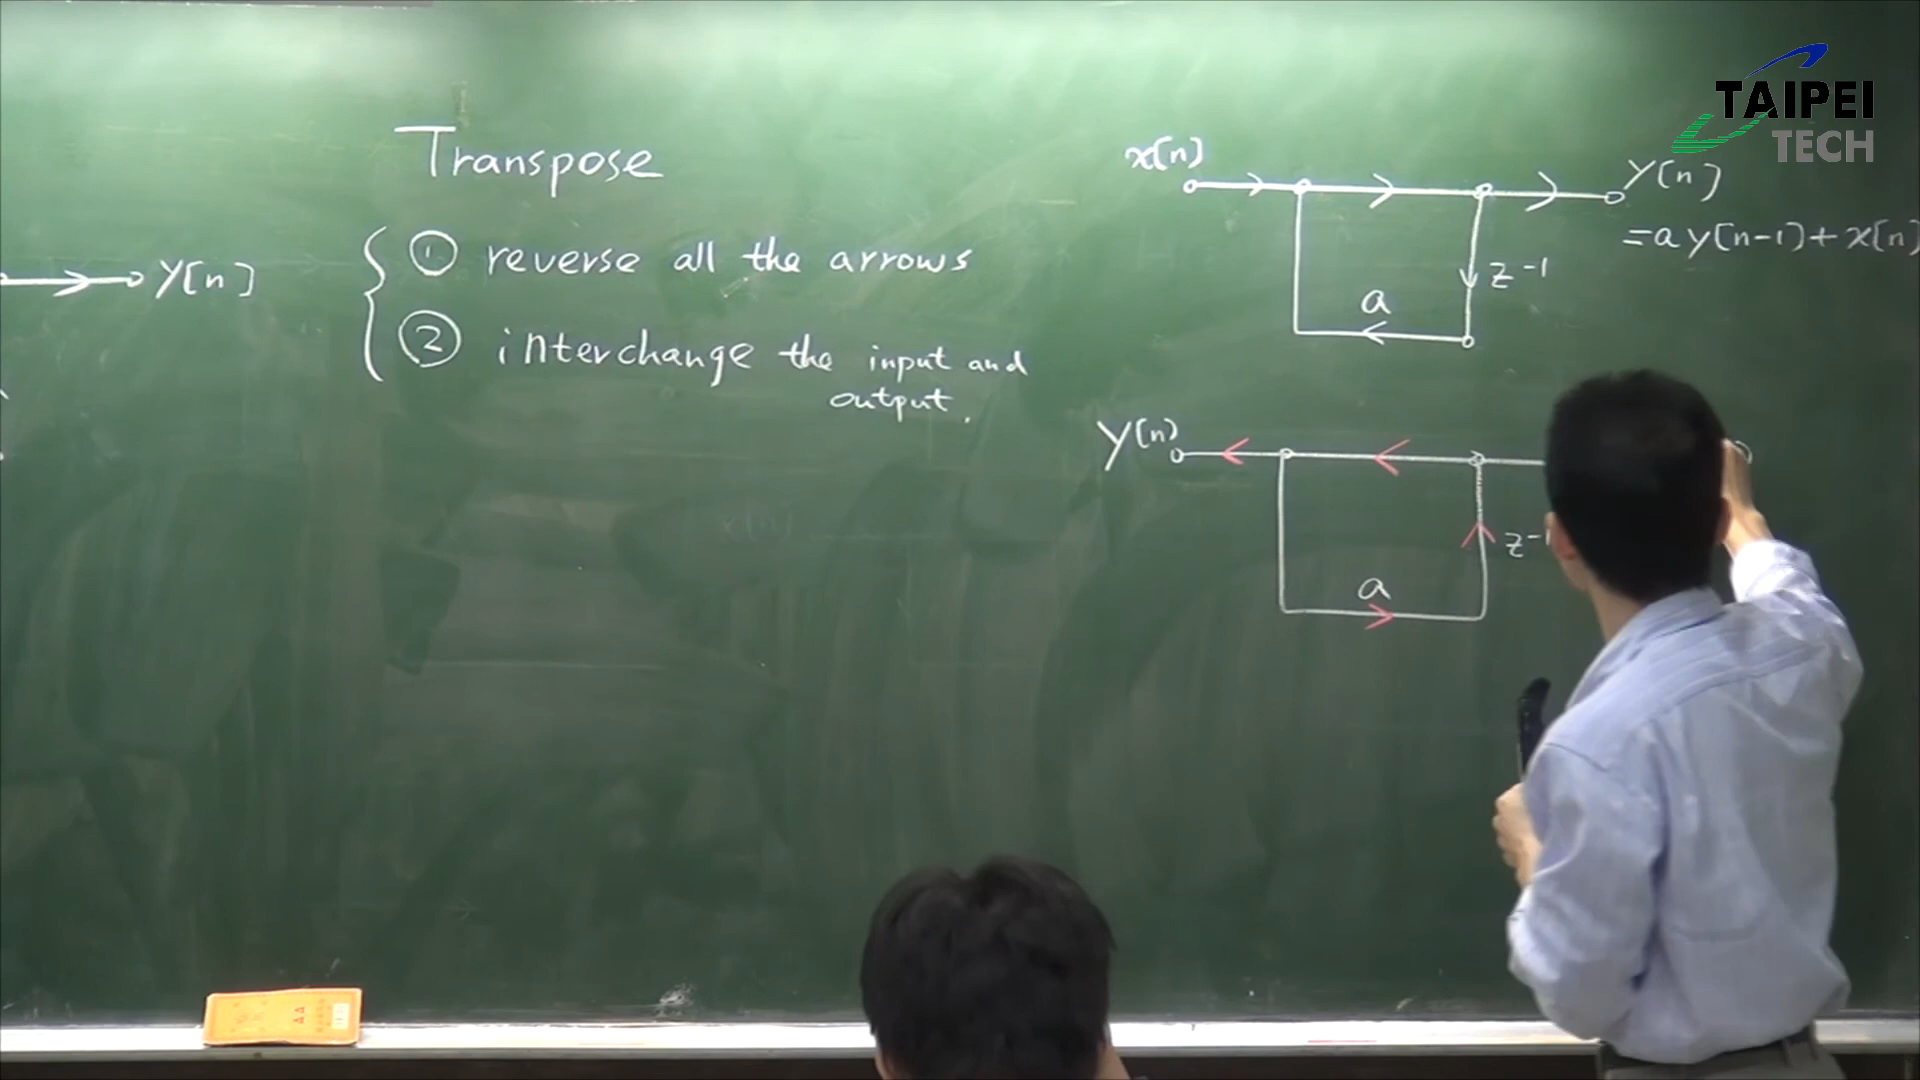 TAIPEI
TECH
Transpose
① reverse all the arrows
② interchange the input and
output.
Y[n]
x[n]
Y[n]
= a y[n-1] + x[n]
z⁻¹
a
Y[n]
z⁻¹
a